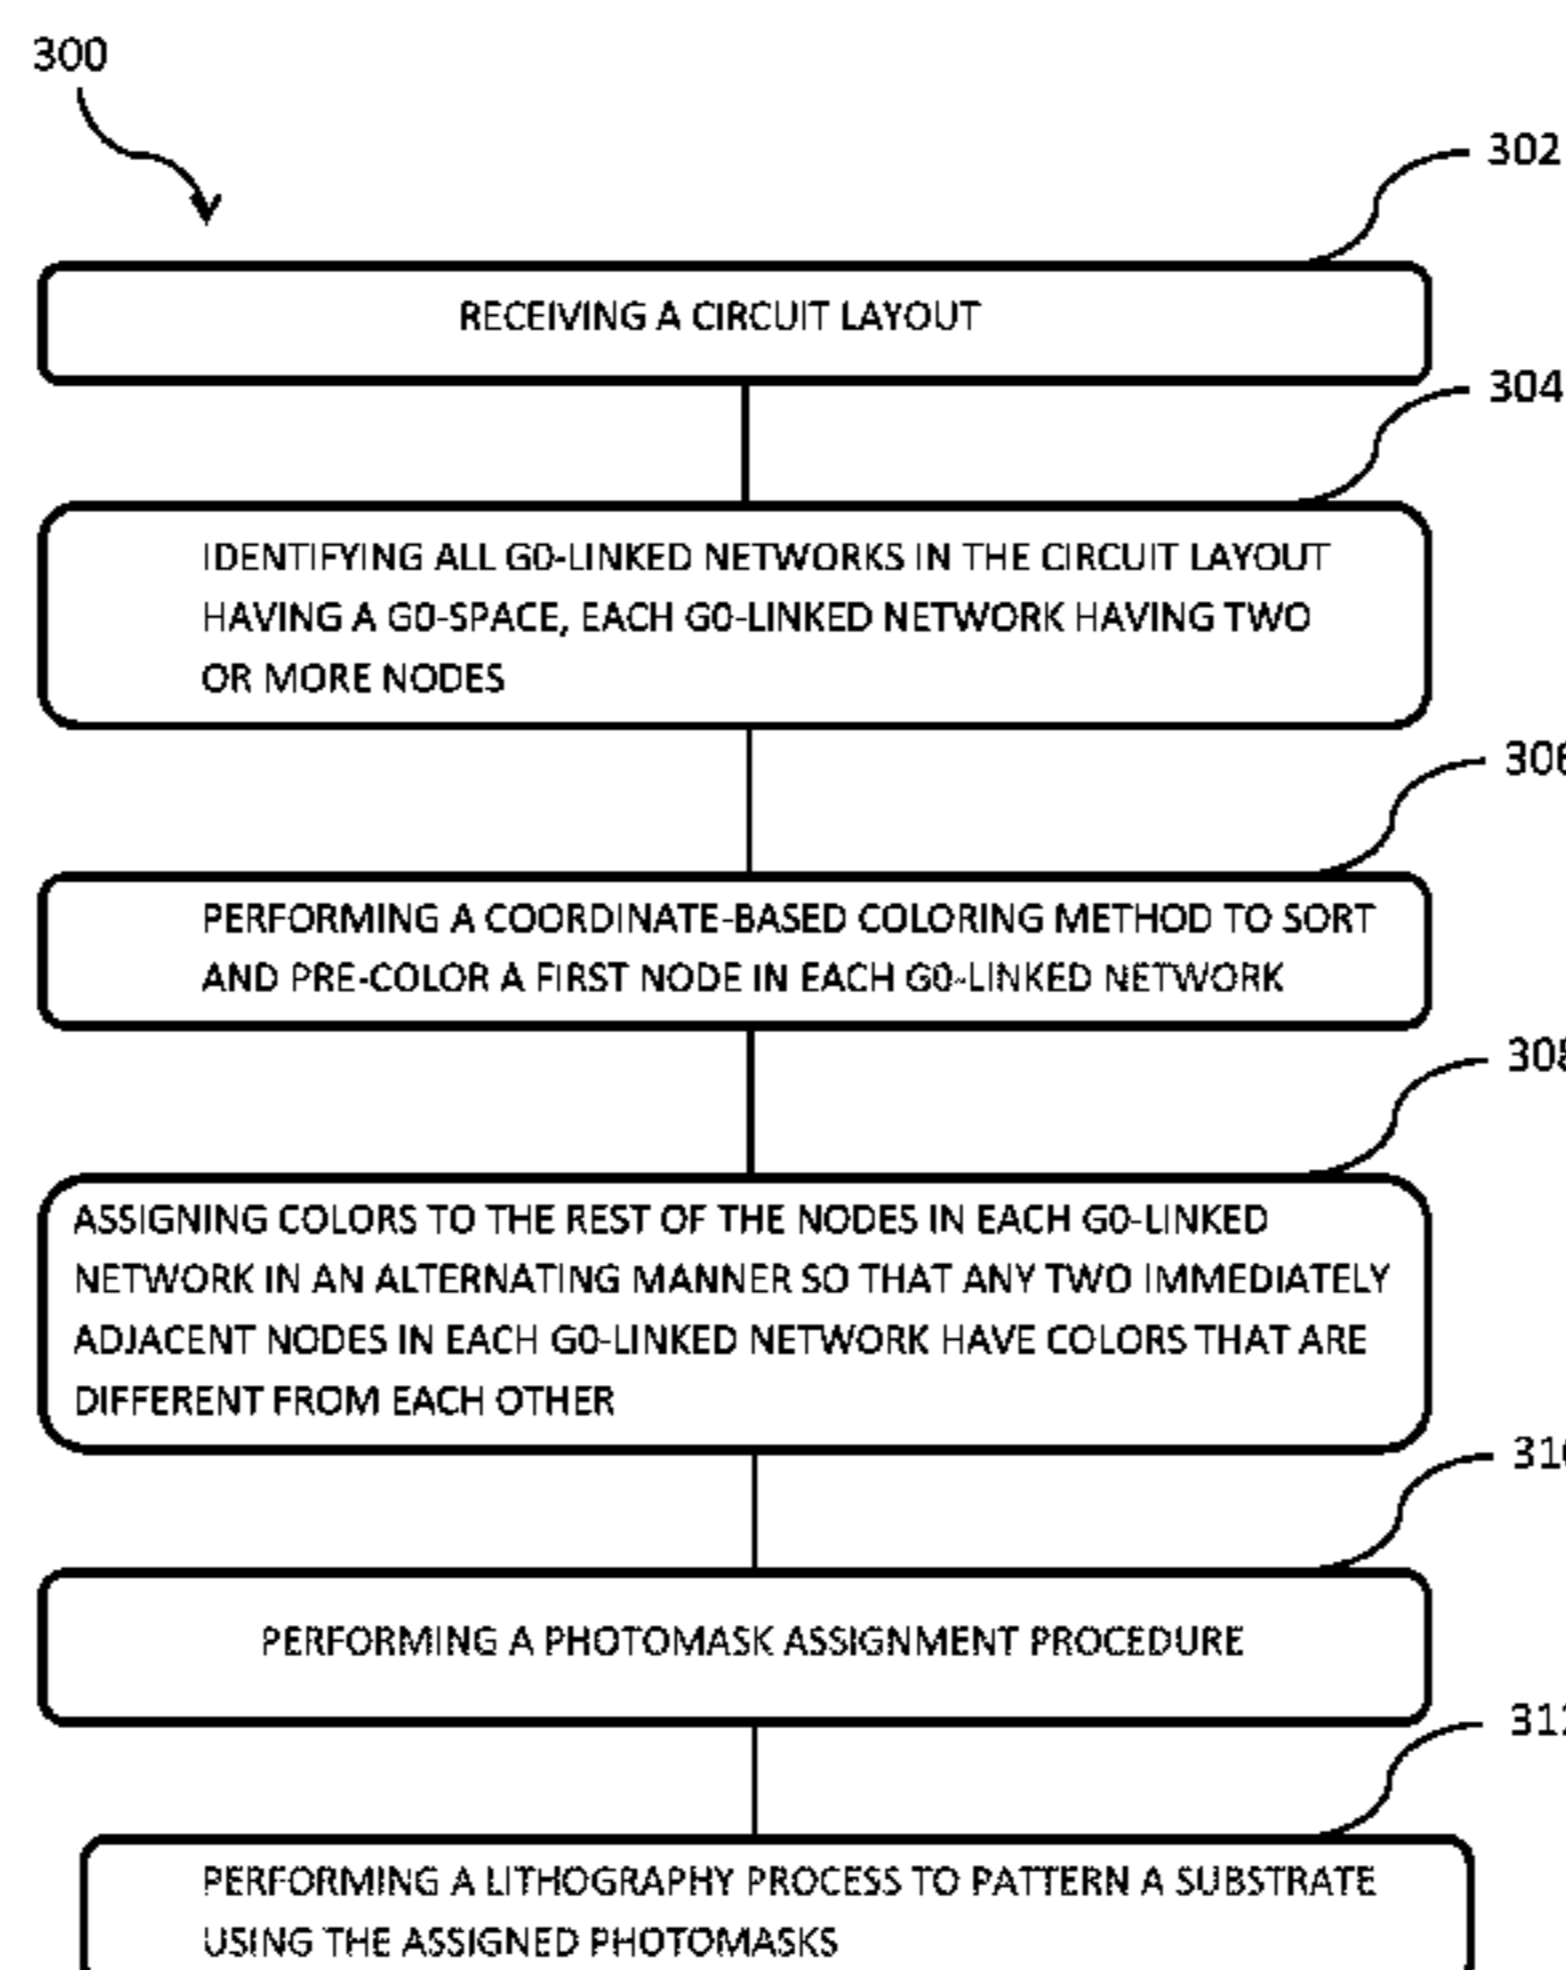 300
302
RECEIVING A CIRCUIT LAYOUT
304
IDENTIFYING ALL G0-LINKED NETWORKS IN THE CIRCUIT LAYOUT
HAVING A G0-SPACE, EACH G0-LINKED NETWORK HAVING TWO
OR MORE NODES
306
PERFORMING A COORDINATE-BASED COLORING METHOD TO SORT
AND PRE-COLOR A FIRST NODE IN EACH G0-LINKED NETWORK
308
ASSIGNING COLORS TO THE REST OF THE NODES IN EACH G0-LINKED
NETWORK IN AN ALTERNATING MANNER SO THAT ANY TWO IMMEDIATELY
ADJACENT NODES IN EACH G0-LINKED NETWORK HAVE COLORS THAT ARE
DIFFERENT FROM EACH OTHER
310
PERFORMING A PHOTOMASK ASSIGNMENT PROCEDURE
312
PERFORMING A LITHOGRAPHY PROCESS TO PATTERN A SUBSTRATE
USING THE ASSIGNED PHOTOMASKS